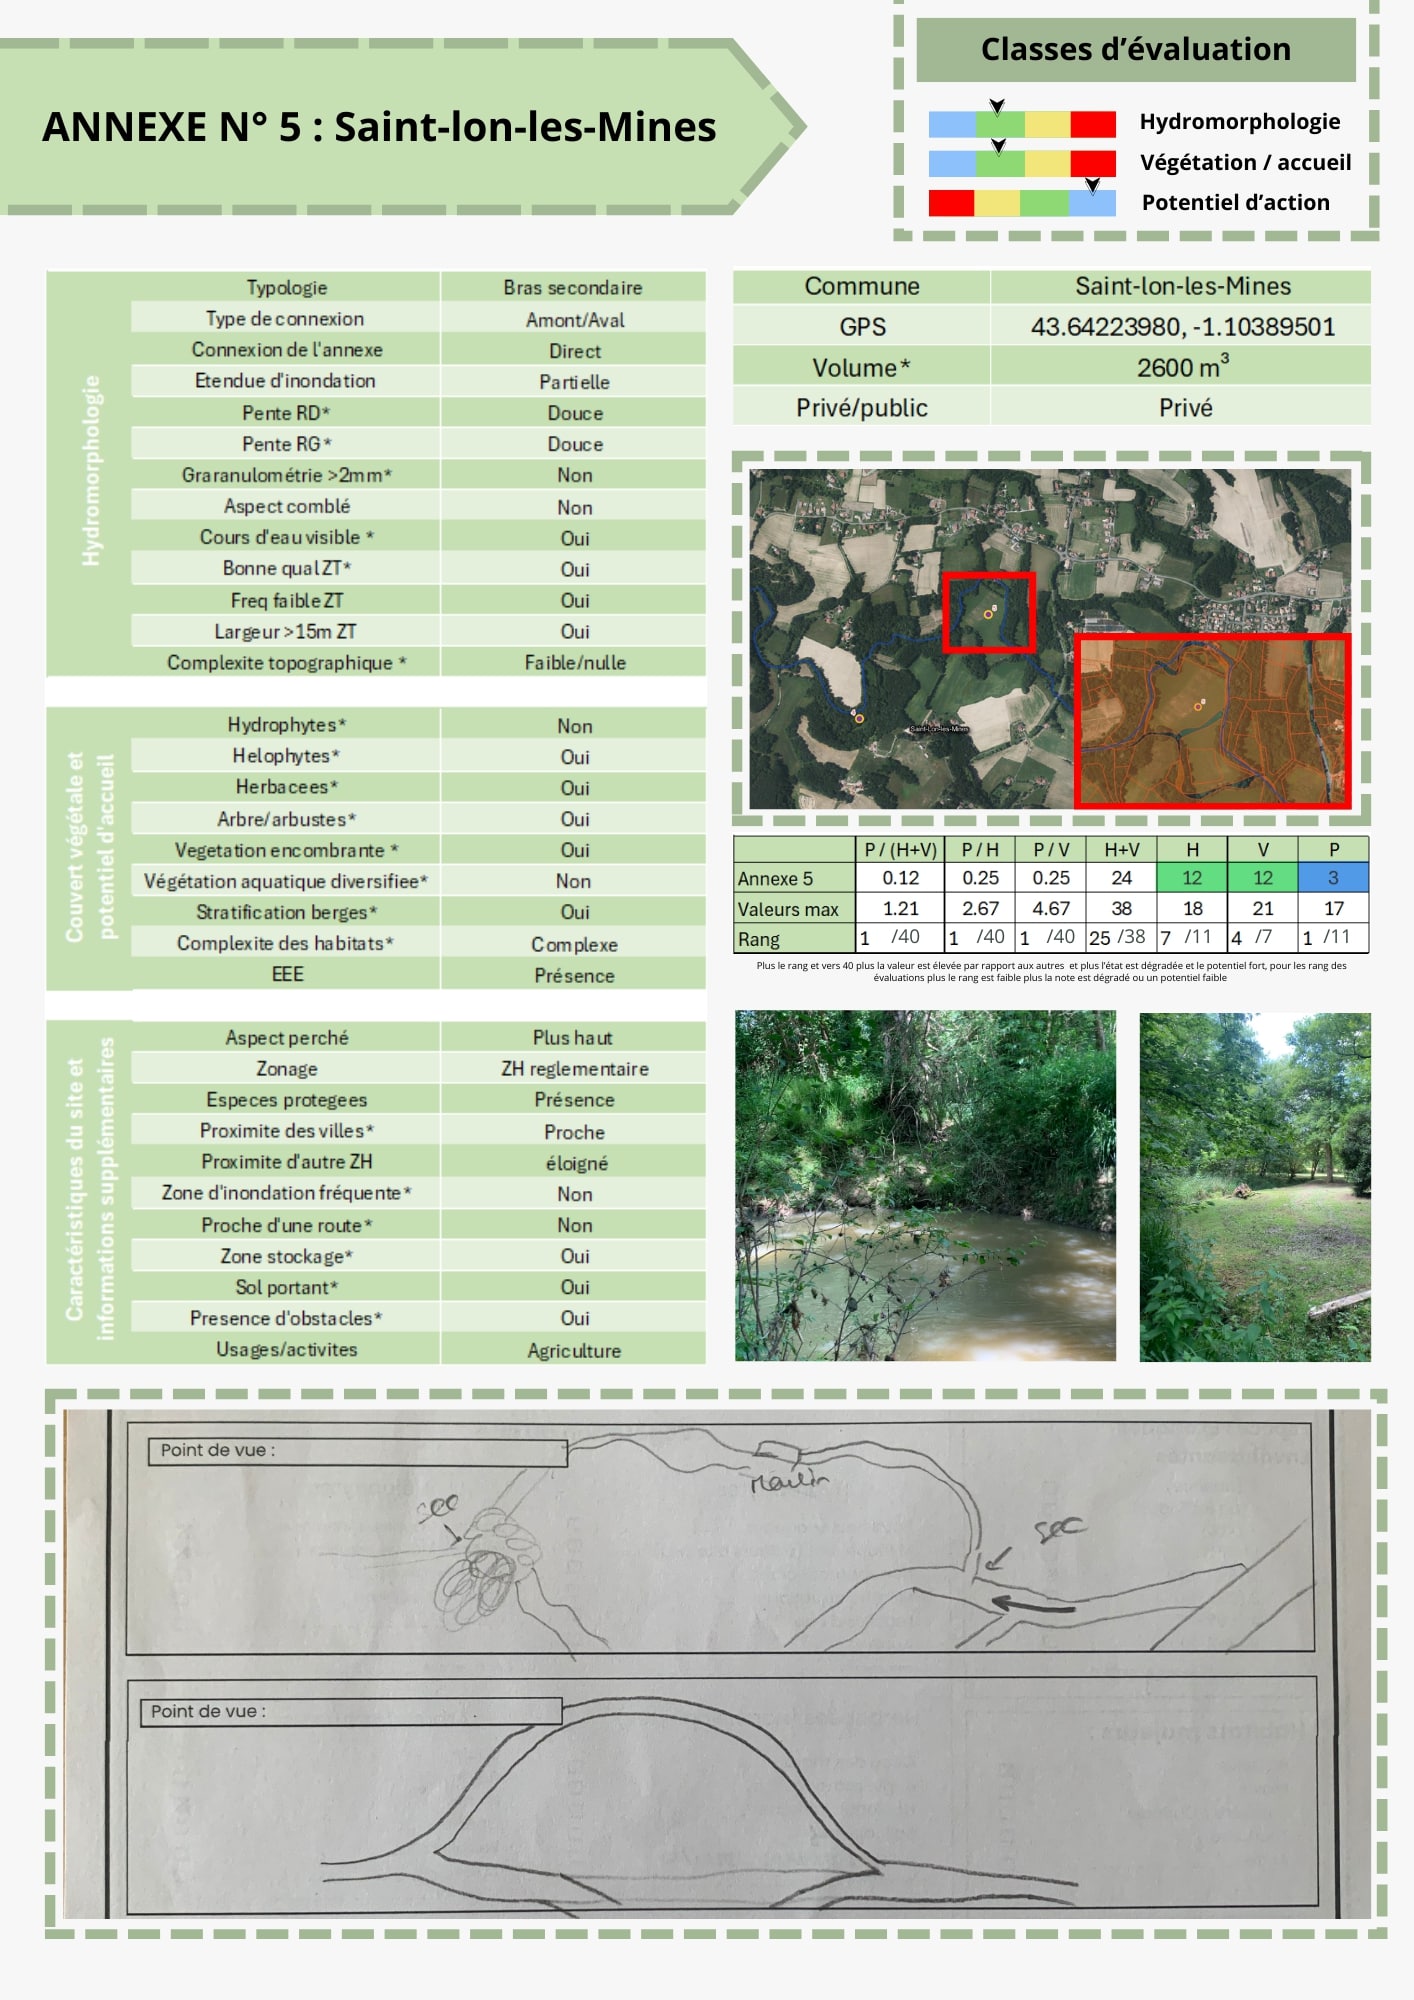 ANNEXE N° 5 : Saint-lon-les-Mines
Classes d’évaluation
Hydromorphologie
Végétation / accueil
Potentiel d’action
Hydromorphologie
Typologie Bras secondaire
Type de connexion Amont/Aval
Connexion de l'annexe Direct
Etendue d'inondation Partielle
Pente RD* Douce
Pente RG* Douce
Graranulométrie >2mm* Non
Aspect comblé Non
Cours d'eau visible * Oui
Bonne qual ZT* Oui
Freq faible ZT Oui
Largeur >15m ZT Oui
Complexite topographique * Faible/nulle
Couvert végétale et
potentiel d'accueil
Hydrophytes* Non
Helophytes* Oui
Herbacees* Oui
Arbre/arbustes* Oui
Vegetation encombrante * Oui
Végétation aquatique diversifiee* Non
Stratification berges* Oui
Complexite des habitats* Complexe
EEE Présence
Caractéristiques du site et
informations supplémentaires
Aspect perché Plus haut
Zonage ZH reglementaire
Especes protegees Présence
Proximite des villes* Proche
Proximite d'autre ZH éloigné
Zone d'inondation fréquente* Non
Proche d'une route* Non
Zone stockage* Oui
Sol portant* Oui
Presence d'obstacles* Oui
Usages/activites Agriculture
Commune Saint-lon-les-Mines
GPS 43.64223980, -1.10389501
Volume* 2600 m³
Privé/public Privé
Saint-Lon-les-Mines
P / (H+V) P / H P / V H+V H V P
Annexe 5 0.12 0.25 0.25 24 12 12 3
Valeurs max 1.21 2.67 4.67 38 18 21 17
Rang 1 /40 1 /40 1 /40 25 /38 7 /11 4 /7 1 /11
Plus le rang et vers 40 plus la valeur est élevée par rapport aux autres et plus l'état est dégradée et le potentiel fort, pour les rang des
évaluations plus le rang est faible plus la note est dégradé ou un potentiel faible
Point de vue :
Moulin
sec
sec
Point de vue :